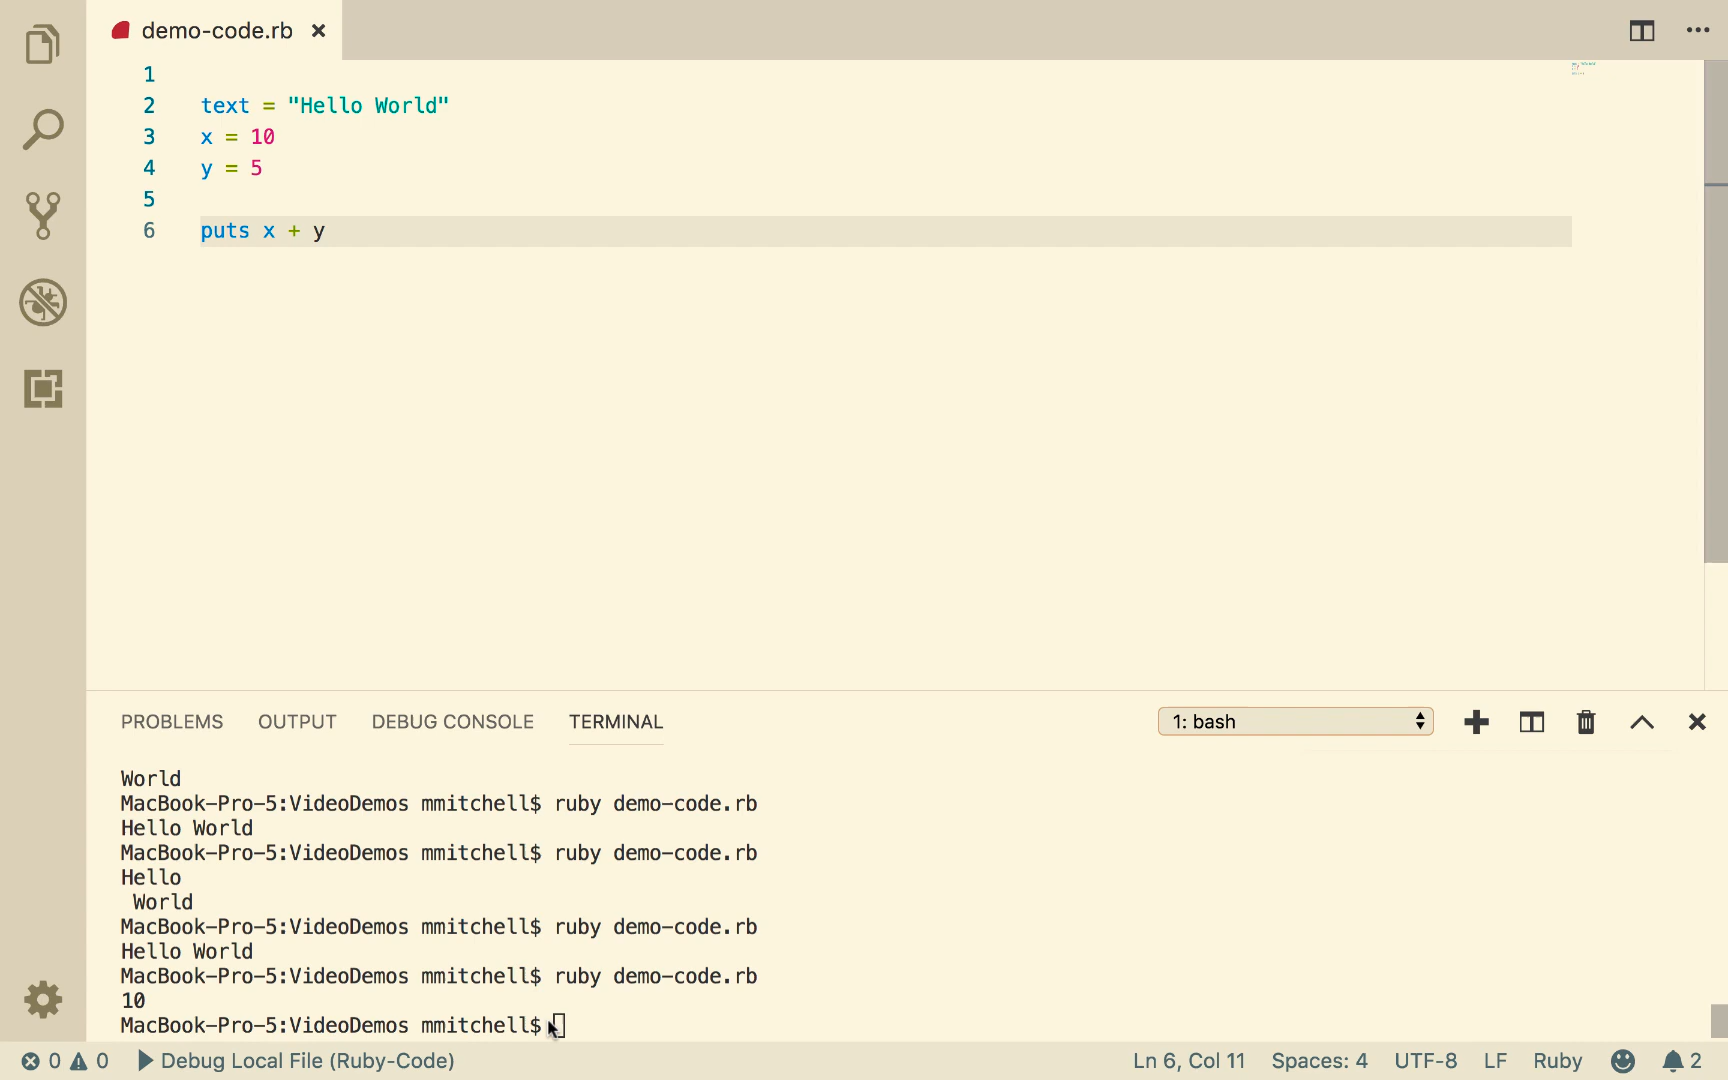 demo-code.rb
1
2 text = "Hello World"
3 x = 10
4 y = 5
5
6 puts x + y
PROBLEMS OUTPUT DEBUG CONSOLE TERMINAL 1: bash
World
MacBook-Pro-5:VideoDemos mmitchell$ ruby demo-code.rb
Hello World
MacBook-Pro-5:VideoDemos mmitchell$ ruby demo-code.rb
Hello
 World
MacBook-Pro-5:VideoDemos mmitchell$ ruby demo-code.rb
Hello World
MacBook-Pro-5:VideoDemos mmitchell$ ruby demo-code.rb
10
MacBook-Pro-5:VideoDemos mmitchell$
0 0 Debug Local File (Ruby-Code) Ln 6, Col 11 Spaces: 4 UTF-8 LF Ruby 2